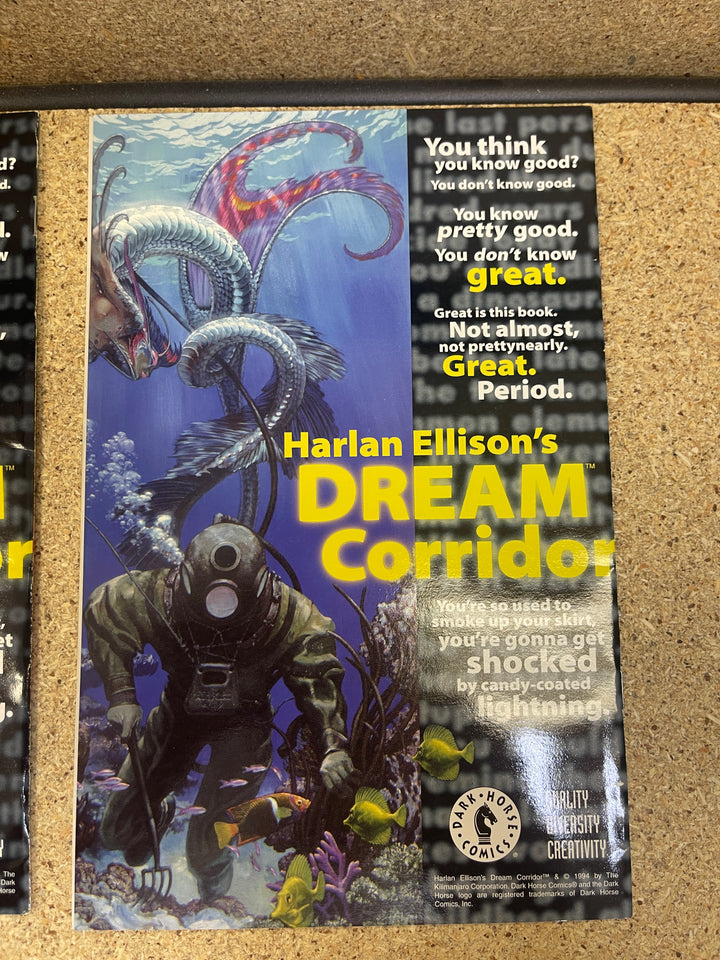 You think
you know good?
You don't know good.
You know
pretty good.
You don't know
great.
Great is this book.
Not almost,
not prettynearly.
Great.
Period.
Harlan Ellison's
DREAM™
Corridor
You're so used to
smoke up your skirt,
you're gonna get
shocked
by candy-coated
lightning.
DARK HORSE COMICS
®
QUALITY
DIVERSITY
CREATIVITY
Harlan Ellison's Dream Corridor™ & © 1994 by The
Kilimanjaro Corporation. Dark Horse Comics® and the Dark
Horse logo are registered trademarks of Dark Horse
Comics, Inc.